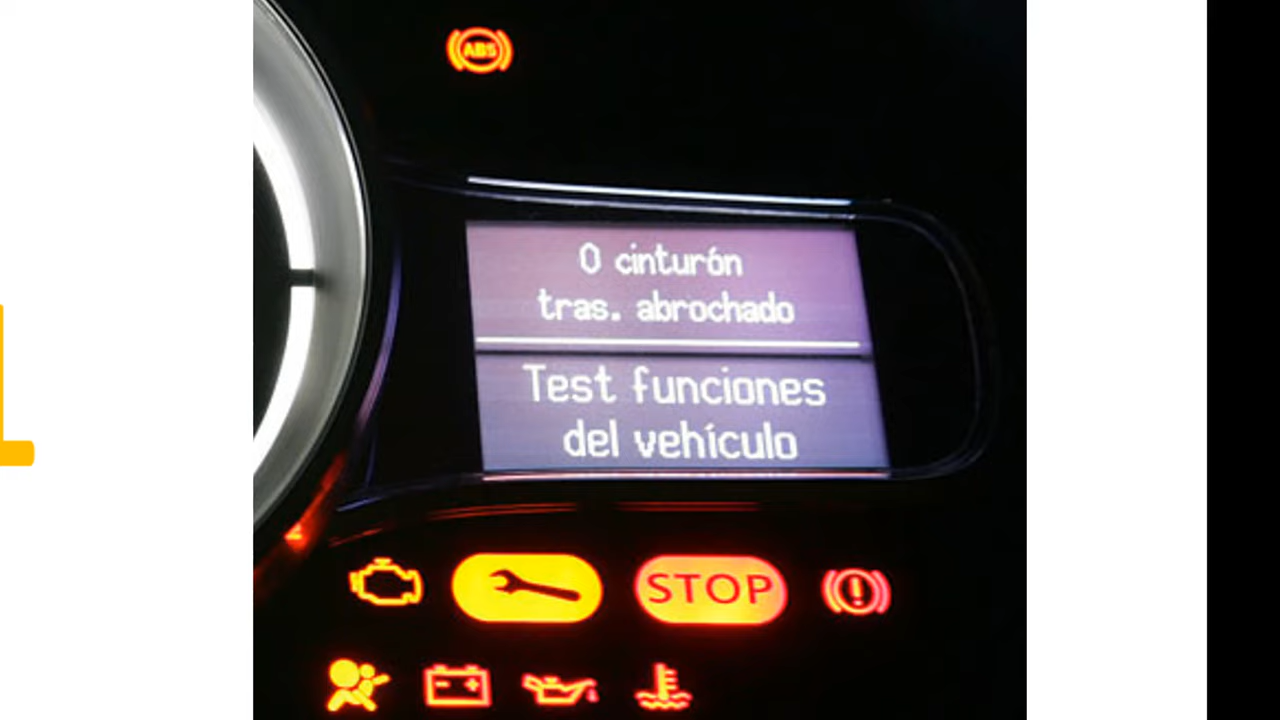 ABS
0 cinturón
tras. abrochado
Test funciones
del vehículo
STOP